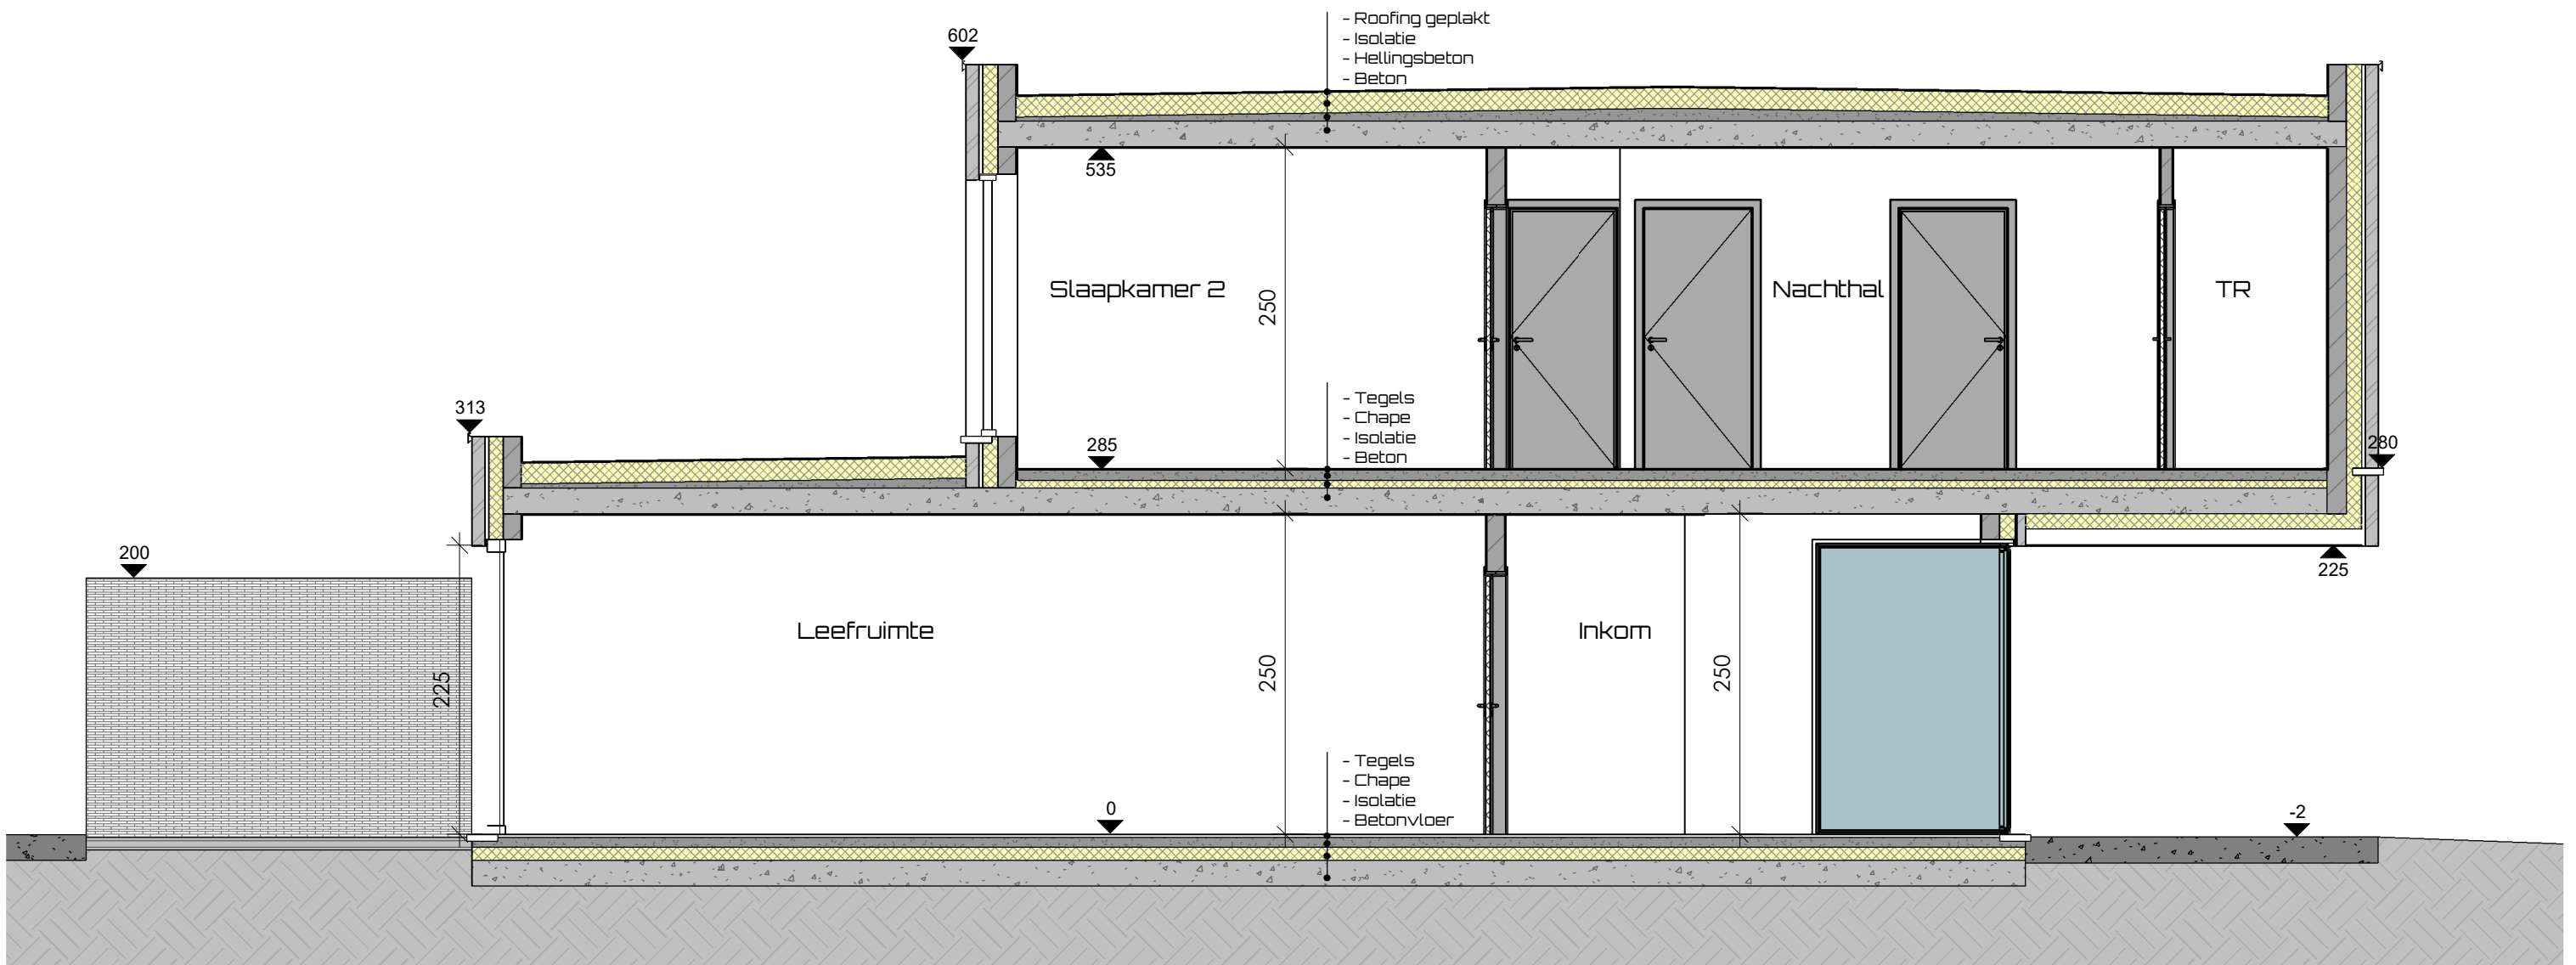 - Roofing geplakt
- Isolatie
- Hellingsbeton
- Beton
602
535
Slaapkamer 2
250
Nachthal
TR
- Tegels
- Chape
- Isolatie
- Beton
313
285
280
200
225
225
Leefruimte
Inkom
250
250
- Tegels
- Chape
- Isolatie
- Betonvloer
0
-2